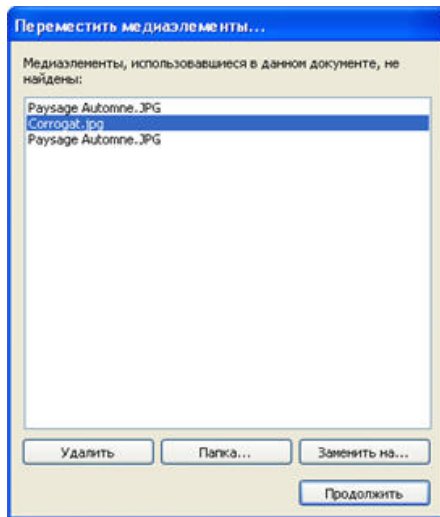 Переместить медиаэлементы...
Медиаэлементы, использовавшиеся в данном документе, не
найдены:
Paysage Automne.JPG
Corrogat.jpg
Paysage Automne.JPG
Удалить
Папка...
Заменить на...
Продолжить